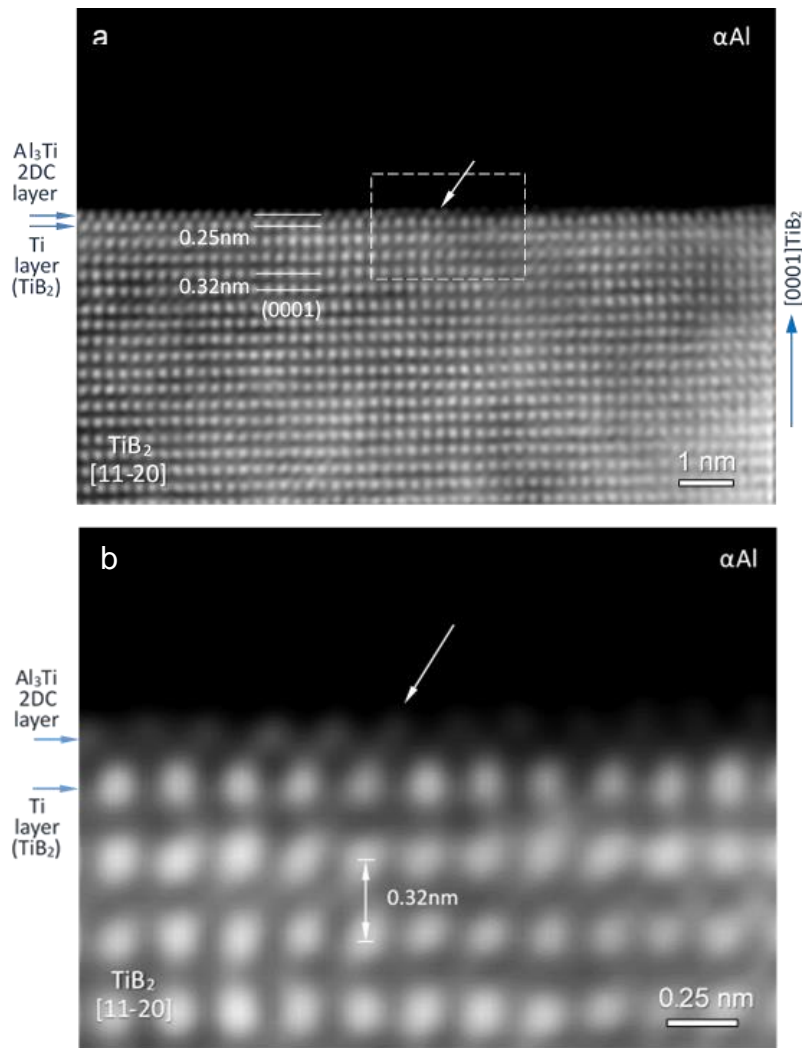 a
αAl
Al₃Ti
2DC
layer
Ti
layer
(TiB₂)
0.25nm
0.32nm
(0001)
[0001]TiB₂
TiB₂
[11-20]
1 nm
b
αAl
Al₃Ti
2DC
layer
Ti
layer
(TiB₂)
0.32nm
TiB₂
[11-20]
0.25 nm